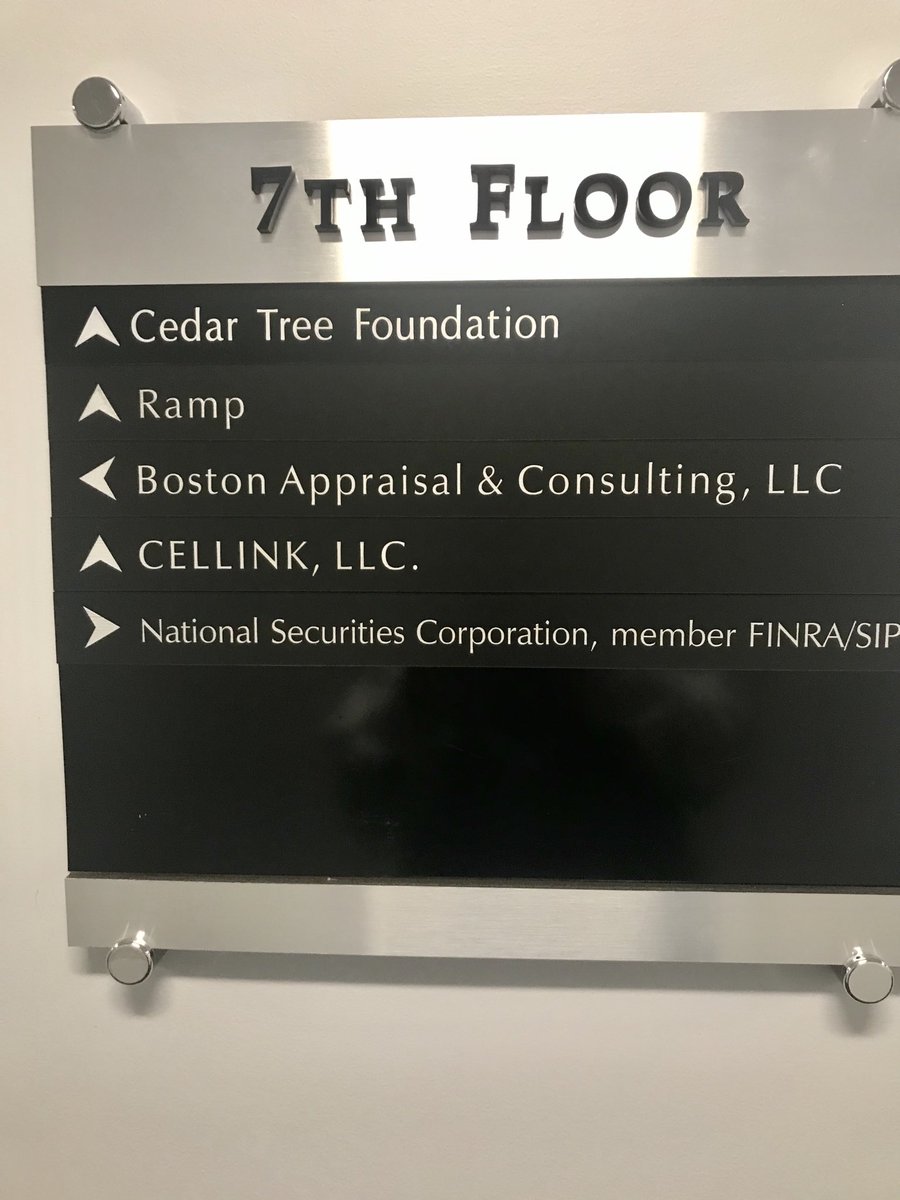 7TH FLOOR
Cedar Tree Foundation
Ramp
Boston Appraisal & Consulting, LLC
CELLINK, LLC.
National Securities Corporation, member FINRA/SIP